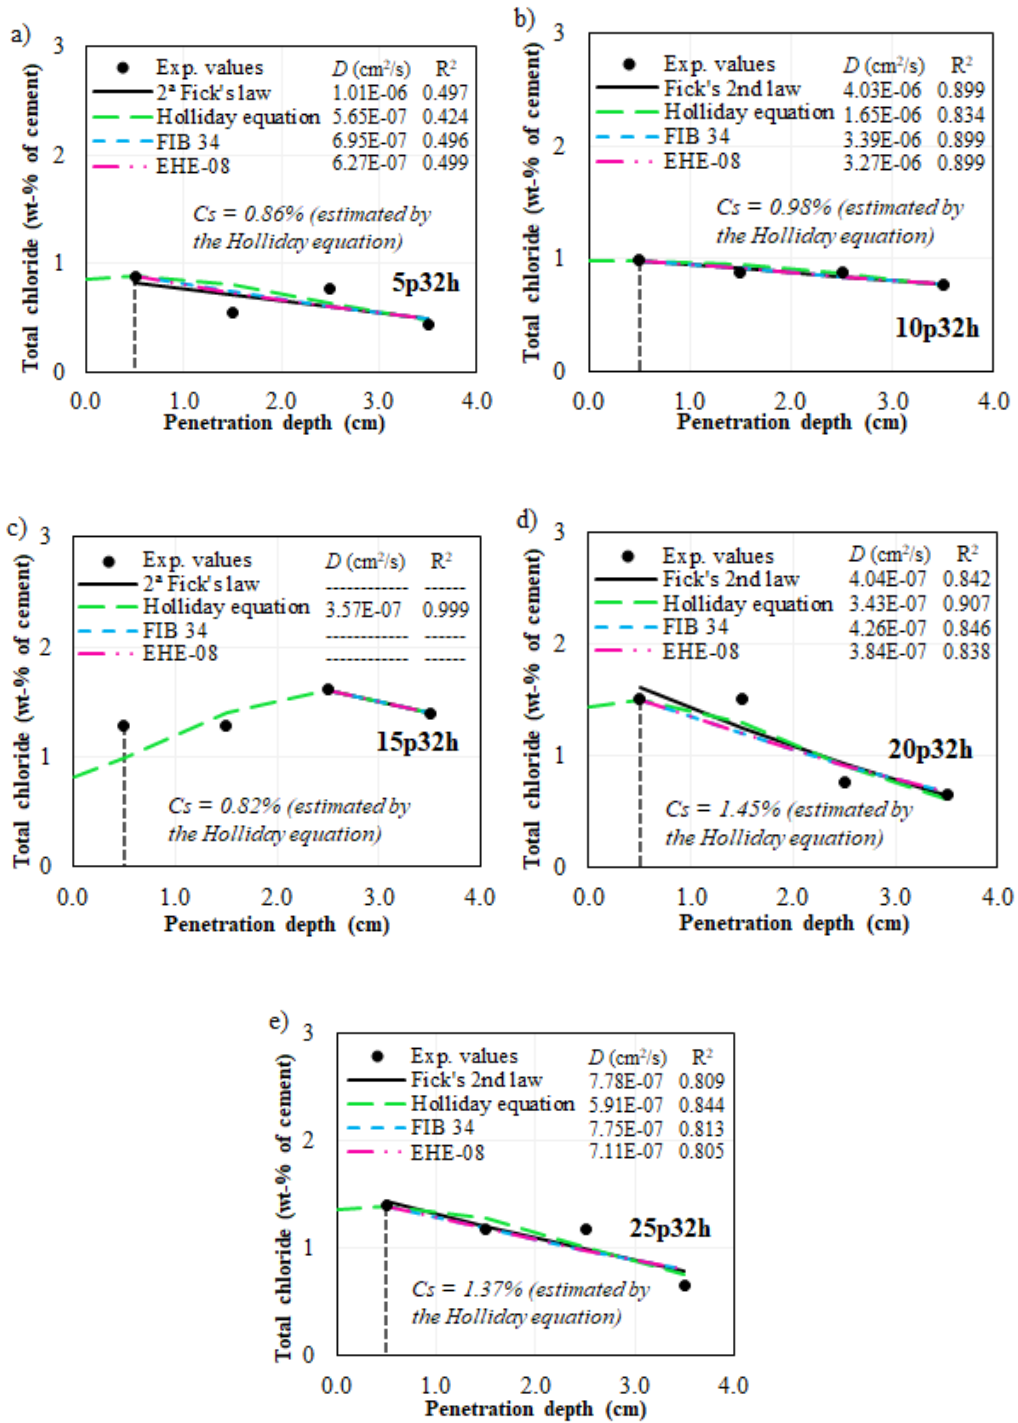 a)
3
2
1
0
Total chloride (wt-% of cement)
Exp. values D (cm²/s) R²
2ª Fick's law 1.01E-06 0.497
Holliday equation 5.65E-07 0.424
FIB 34 6.95E-07 0.496
EHE-08 6.27E-07 0.499
Cs = 0.86% (estimated by
the Holliday equation)
5p32h
0.0 1.0 2.0 3.0 4.0
Penetration depth (cm)
b)
3
2
1
0
Total chloride (wt-% of cement)
Exp. values D (cm²/s) R²
Fick's 2nd law 4.03E-06 0.899
Holliday equation 1.65E-06 0.834
FIB 34 3.39E-06 0.899
EHE-08 3.27E-06 0.899
Cs = 0.98% (estimated by
the Holliday equation)
10p32h
0.0 1.0 2.0 3.0 4.0
Penetration depth (cm)
c)
3
2
1
0
Total chloride (wt-% of cement)
Exp. values D (cm²/s) R²
2ª Fick's law ------------ ------
Holliday equation 3.57E-07 0.999
FIB 34 ------------ ------
EHE-08 ------------ ------
15p32h
Cs = 0.82% (estimated by
the Holliday equation)
0.0 1.0 2.0 3.0 4.0
Penetration depth (cm)
d)
3
2
1
0
Total chloride (wt-% of cement)
Exp. values D (cm²/s) R²
Fick's 2nd law 4.04E-07 0.842
Holliday equation 3.43E-07 0.907
FIB 34 4.26E-07 0.846
EHE-08 3.84E-07 0.838
20p32h
Cs = 1.45% (estimated by
the Holliday equation)
0.0 1.0 2.0 3.0 4.0
Penetration depth (cm)
e)
3
2
1
0
Total chloride (wt-% of cement)
Exp. values D (cm²/s) R²
Fick's 2nd law 7.78E-07 0.809
Holliday equation 5.91E-07 0.844
FIB 34 7.75E-07 0.813
EHE-08 7.11E-07 0.805
25p32h
Cs = 1.37% (estimated by
the Holliday equation)
0.0 1.0 2.0 3.0 4.0
Penetration depth (cm)